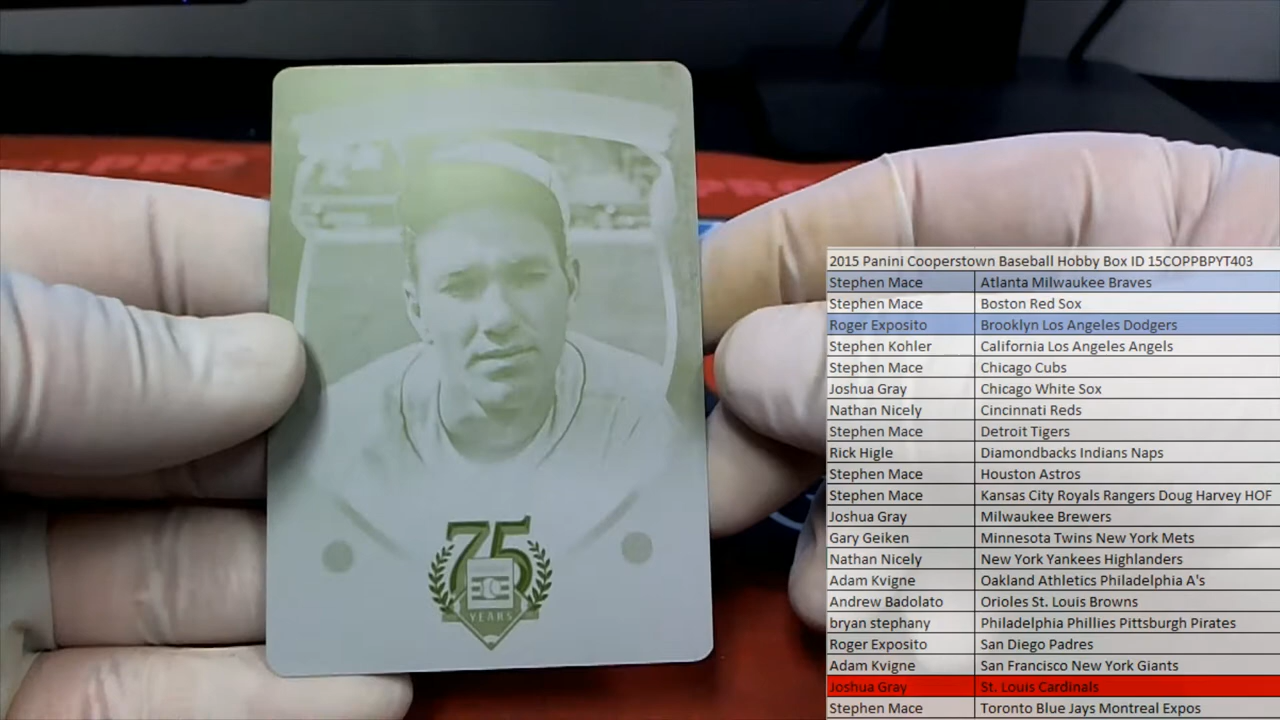 PRO
75
YEARS
2015 Panini Cooperstown Baseball Hobby Box ID 15COPPBPYT403
Stephen Mace Atlanta Milwaukee Braves
Stephen Mace Boston Red Sox
Roger Exposito Brooklyn Los Angeles Dodgers
Stephen Kohler California Los Angeles Angels
Stephen Mace Chicago Cubs
Joshua Gray Chicago White Sox
Nathan Nicely Cincinnati Reds
Stephen Mace Detroit Tigers
Rick Higle Diamondbacks Indians Naps
Stephen Mace Houston Astros
Stephen Mace Kansas City Royals Rangers Doug Harvey HOF
Joshua Gray Milwaukee Brewers
Gary Geiken Minnesota Twins New York Mets
Nathan Nicely New York Yankees Highlanders
Adam Kvigne Oakland Athletics Philadelphia A's
Andrew Badolato Orioles St. Louis Browns
bryan stephany Philadelphia Phillies Pittsburgh Pirates
Roger Exposito San Diego Padres
Adam Kvigne San Francisco New York Giants
Joshua Gray St. Louis Cardinals
Stephen Mace Toronto Blue Jays Montreal Expos